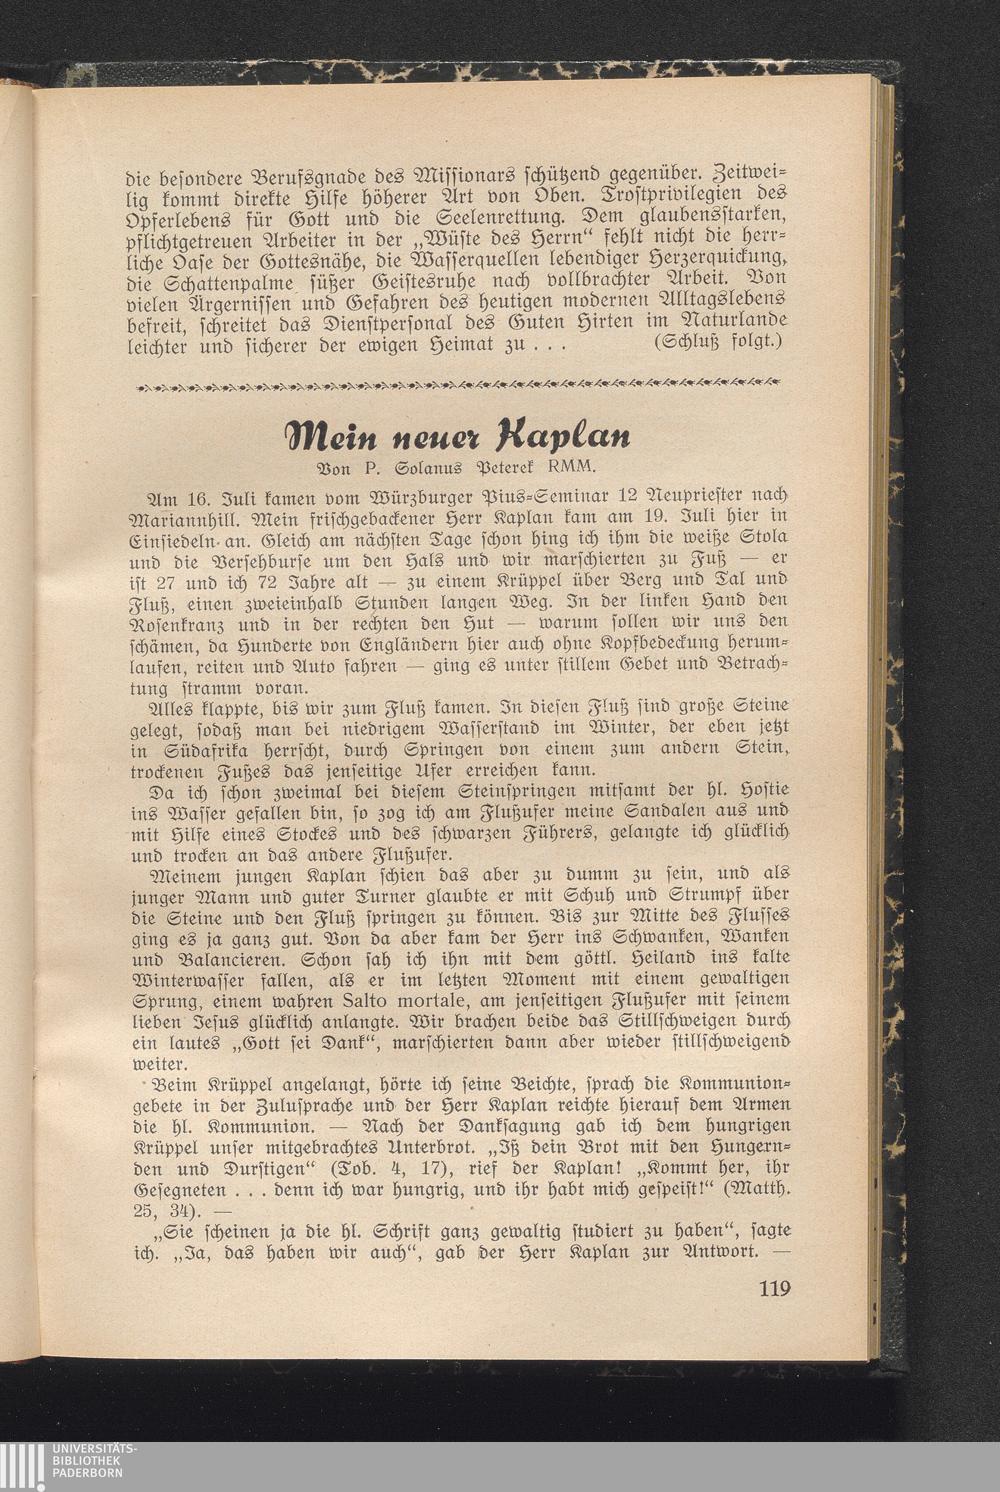 die besondere Berufsgnade des Missionars schützend gegenüber. Zeitwei-
lig kommt direkte Hilfe höherer Art von Oben. Trostprivilegien des
Opferlebens für Gott und die Seelenrettung. Dem glaubensstarken,
pflichtgetreuen Arbeiter in der „Wüste des Herrn“ fehlt nicht die herr-
liche Oase der Gottesnähe, die Wasserquellen lebendiger Herzerquickung,
die Schattenpalme süßer Geistesruhe nach vollbrachter Arbeit. Von
vielen Ärgernissen und Gefahren des heutigen modernen Alltagslebens
befreit, schreitet das Dienstpersonal des Guten Hirten im Naturlande
leichter und sicherer der ewigen Heimat zu . . . (Schluß folgt.)
Mein neuer Kaplan
Von P. Solanus Peterek RMM.
Am 16. Juli kamen vom Würzburger Pius-Seminar 12 Neupriester nach
Mariannhill. Mein frischgebackener Herr Kaplan kam am 19. Juli hier in
Einsiedeln an. Gleich am nächsten Tage schon hing ich ihm die weiße Stola
und die Versehburse um den Hals und wir marschierten zu Fuß — er
ist 27 und ich 72 Jahre alt — zu einem Krüppel über Berg und Tal und
Fluß, einen zweieinhalb Stunden langen Weg. In der linken Hand den
Rosenkranz und in der rechten den Hut — warum sollen wir uns den
schämen, da Hunderte von Engländern hier auch ohne Kopfbedeckung herum-
laufen, reiten und Auto fahren — ging es unter stillem Gebet und Betrach-
tung stramm voran.
Alles klappte, bis wir zum Fluß kamen. In diesen Fluß sind große Steine
gelegt, sodaß man bei niedrigem Wasserstand im Winter, der eben jetzt
in Südafrika herrscht, durch Springen von einem zum andern Stein,
trockenen Fußes das jenseitige Ufer erreichen kann.
Da ich schon zweimal bei diesem Steinspringen mitsamt der hl. Hostie
ins Wasser gefallen bin, so zog ich am Flußufer meine Sandalen aus und
mit Hilfe eines Stockes und des schwarzen Führers, gelangte ich glücklich
und trocken an das andere Flußufer.
Meinem jungen Kaplan schien das aber zu dumm zu sein, und als
junger Mann und guter Turner glaubte er mit Schuh und Strumpf über
die Steine und den Fluß springen zu können. Bis zur Mitte des Flusses
ging es ja ganz gut. Von da aber kam der Herr ins Schwanken, Wanken
und Balancieren. Schon sah ich ihn mit dem göttl. Heiland ins kalte
Winterwasser fallen, als er im letzten Moment mit einem gewaltigen
Sprung, einem wahren Salto mortale, am jenseitigen Flußufer mit seinem
lieben Jesus glücklich anlangte. Wir brachen beide das Stillschweigen durch
ein lautes „Gott sei Dank“, marschierten dann aber wieder stillschweigend
weiter.
Beim Krüppel angelangt, hörte ich seine Beichte, sprach die Kommunion-
gebete in der Zulusprache und der Herr Kaplan reichte hierauf dem Armen
die hl. Kommunion. — Nach der Danksagung gab ich dem hungrigen
Krüppel unser mitgebrachtes Unterbrot. „Iß dein Brot mit den Hungern-
den und Durstigen“ (Tob. 4, 17), rief der Kaplan! „Kommt her, ihr
Gesegneten . . . denn ich war hungrig, und ihr habt mich gespeist!“ (Matth.
25, 34). —
„Sie scheinen ja die hl. Schrift ganz gewaltig studiert zu haben“, sagte
ich. „Ja, das haben wir auch“, gab der Herr Kaplan zur Antwort. —
119
UNIVERSITÄTS-
BIBLIOTHEK
PADERBORN